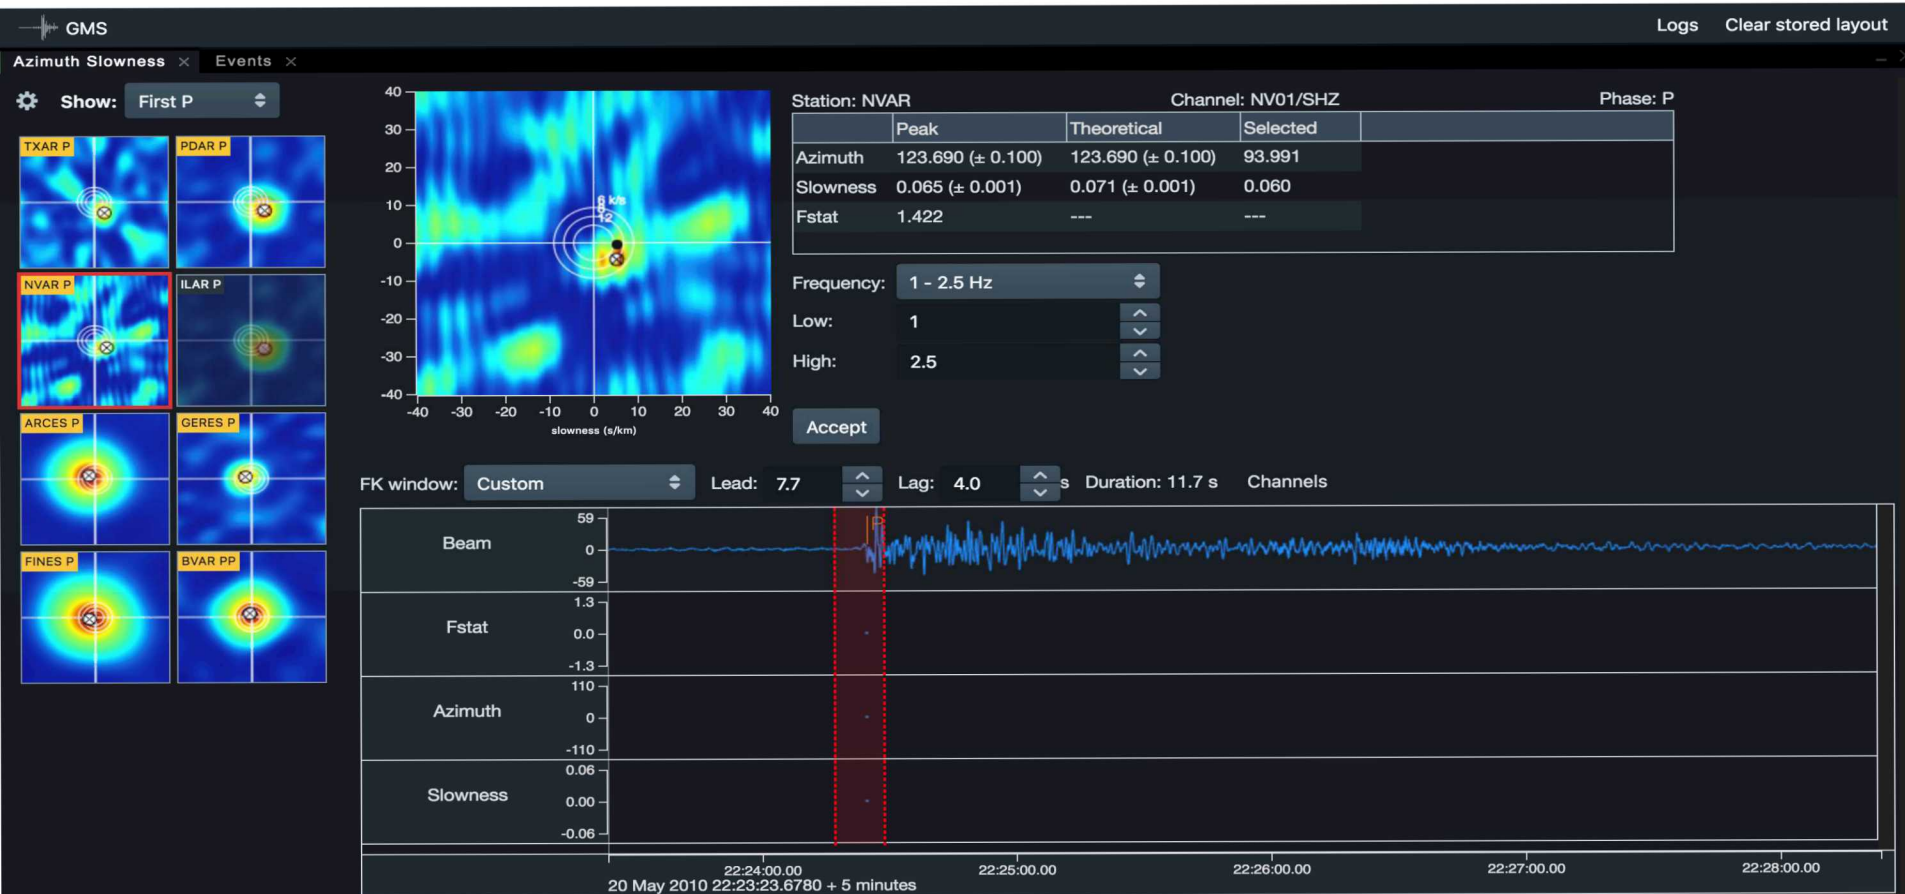 GMS
Logs Clear stored layout
Azimuth Slowness × Events ×
Show: First P
TXAR P
PDAR P
NVAR P
ILAR P
ARCES P
GERES P
FINES P
BVAR PP
40
30
20
10
0
-10
-20
-30
-40
6 k/s
12
-40 -30 -20 -10 0 10 20 30 40
slowness (s/km)
Station: NVAR Channel: NV01/SHZ Phase: P
Peak Theoretical Selected
Azimuth 123.690 (± 0.100) 123.690 (± 0.100) 93.991
Slowness 0.065 (± 0.001) 0.071 (± 0.001) 0.060
Fstat 1.422 --- ---
Frequency: 1 - 2.5 Hz
Low: 1
High: 2.5
Accept
FK window: Custom Lead: 7.7 Lag: 4.0 s Duration: 11.7 s Channels
Beam
59
0
-59
P
Fstat
1.3
0.0
-1.3
Azimuth
110
0
-110
Slowness
0.06
0.00
-0.06
22:24:00.00 22:25:00.00 22:26:00.00 22:27:00.00 22:28:00.00
20 May 2010 22:23:23.6780 + 5 minutes